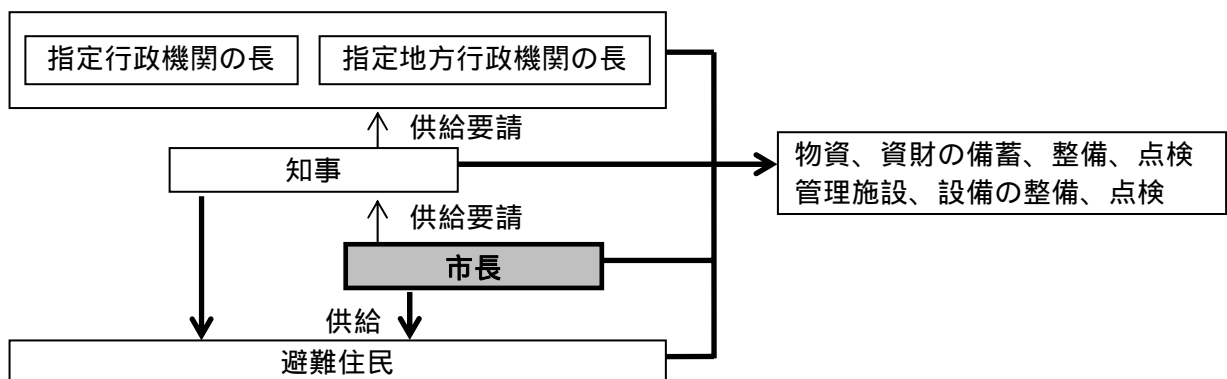 指定行政機関の長
指定地方行政機関の長
供給要請
知事
物資、資財の備蓄、整備、点検
管理施設、設備の整備、点検
供給要請
市長
供給
避難住民